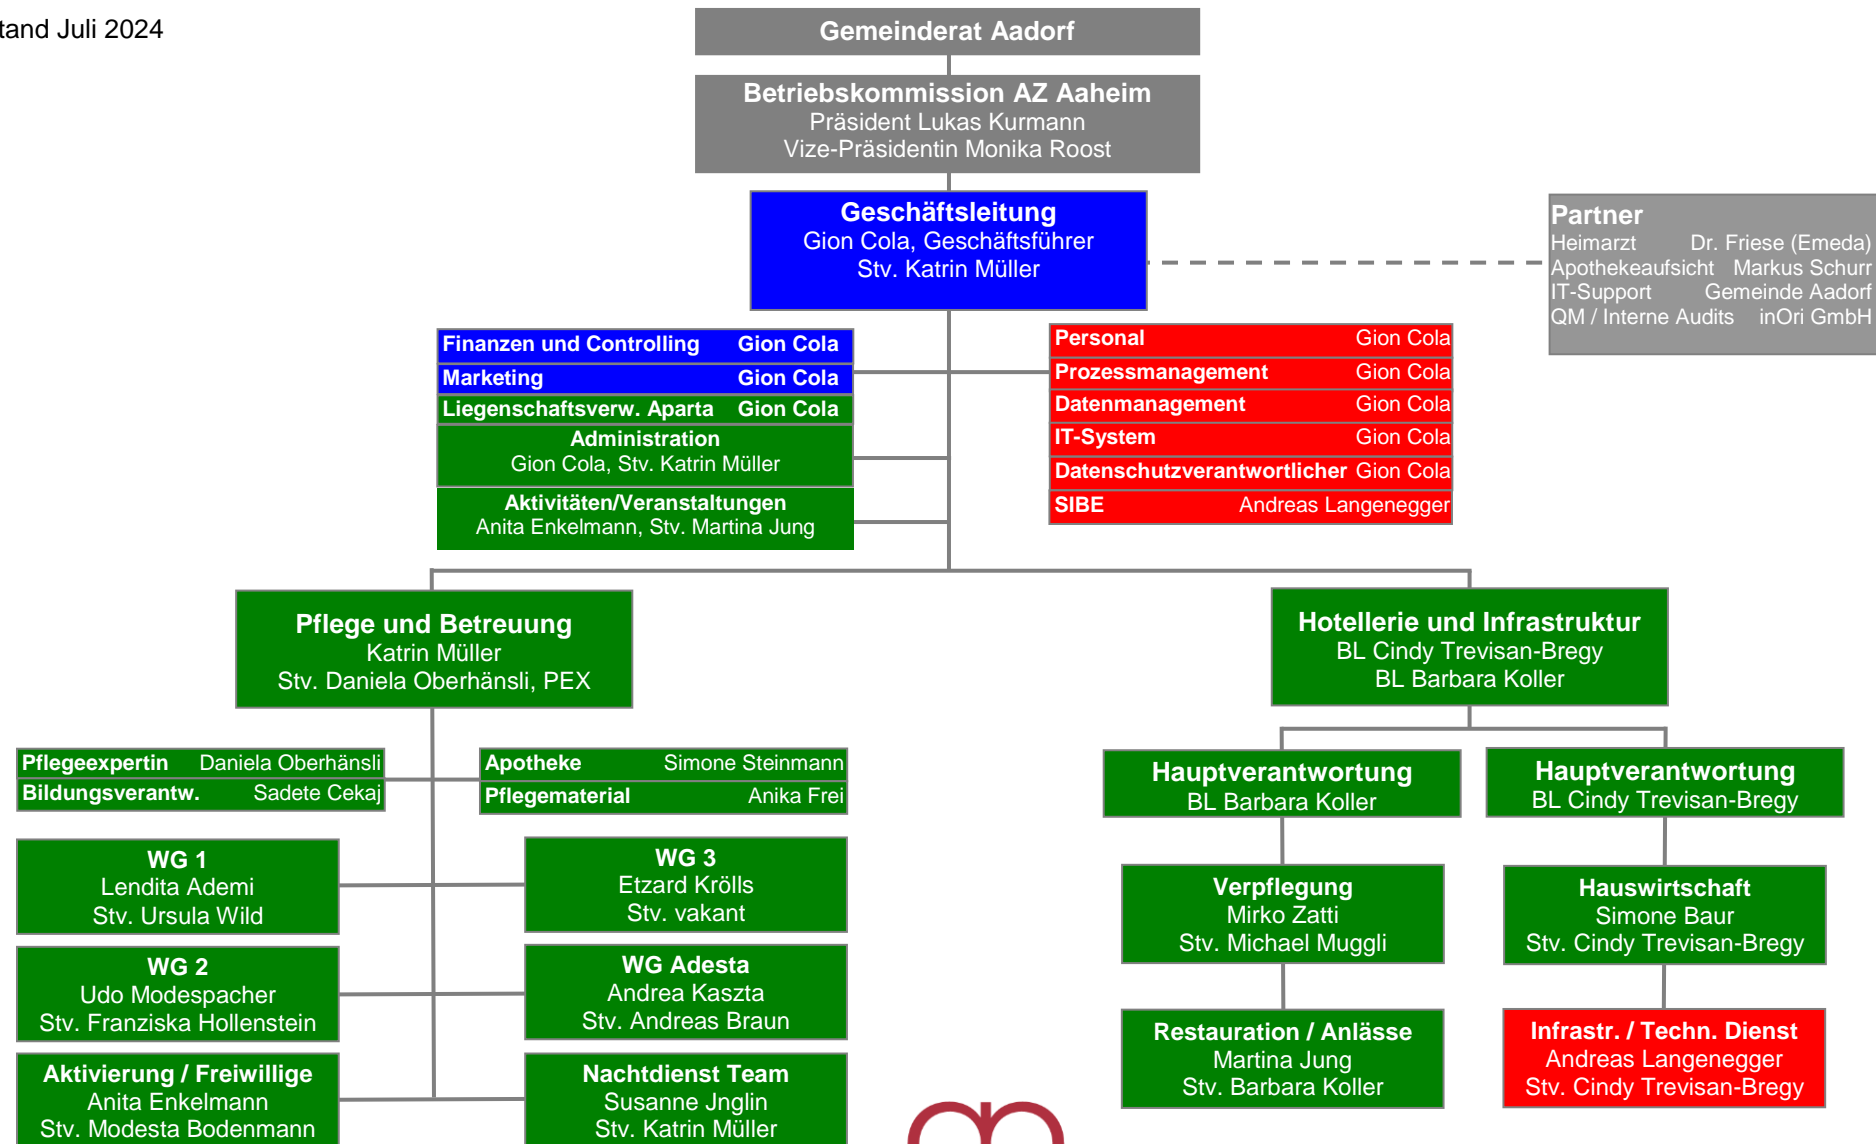 tand Juli 2024
Gemeinderat Aadorf
Betriebskommission AZ Aaheim
Präsident Lukas Kurmann
Vize-Präsidentin Monika Roost
Geschäftsleitung
Gion Cola, Geschäftsführer
Stv. Katrin Müller
Partner
Heimarzt Dr. Friese (Emeda)
Apothekeaufsicht Markus Schurr
IT-Support Gemeinde Aadorf
QM / Interne Audits inOri GmbH
Finanzen und Controlling Gion Cola
Marketing Gion Cola
Liegenschaftsverw. Aparta Gion Cola
Administration
Gion Cola, Stv. Katrin Müller
Aktivitäten/Veranstaltungen
Anita Enkelmann, Stv. Martina Jung
Personal Gion Cola
Prozessmanagement Gion Cola
Datenmanagement Gion Cola
IT-System Gion Cola
Datenschutzverantwortlicher Gion Cola
SIBE Andreas Langenegger
Pflege und Betreuung
Katrin Müller
Stv. Daniela Oberhänsli, PEX
Hotellerie und Infrastruktur
BL Cindy Trevisan-Bregy
BL Barbara Koller
Pflegeexpertin Daniela Oberhänsli
Bildungsverantw. Sadete Cekaj
Apotheke Simone Steinmann
Pflegematerial Anika Frei
Hauptverantwortung
BL Barbara Koller
Hauptverantwortung
BL Cindy Trevisan-Bregy
WG 1
Lendita Ademi
Stv. Ursula Wild
WG 3
Etzard Krölls
Stv. vakant
Verpflegung
Mirko Zatti
Stv. Michael Muggli
Hauswirtschaft
Simone Baur
Stv. Cindy Trevisan-Bregy
WG 2
Udo Modespacher
Stv. Franziska Hollenstein
WG Adesta
Andrea Kaszta
Stv. Andreas Braun
Restauration / Anlässe
Martina Jung
Stv. Barbara Koller
Infrastr. / Techn. Dienst
Andreas Langenegger
Stv. Cindy Trevisan-Bregy
Aktivierung / Freiwillige
Anita Enkelmann
Stv. Modesta Bodenmann
Nachtdienst Team
Susanne Jnglin
Stv. Katrin Müller